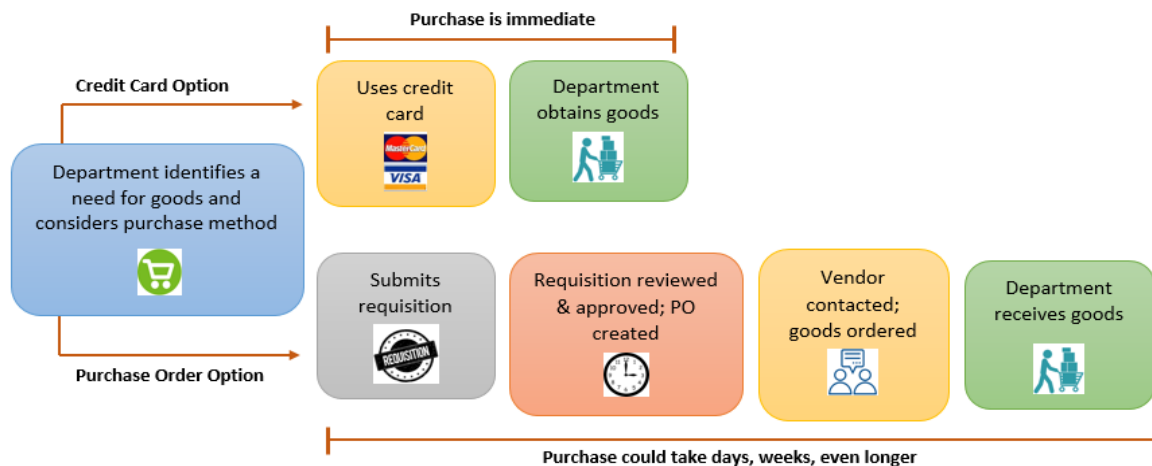 Purchase is immediate
Credit Card Option
Uses credit
card
MasterCard
VISA
Department
obtains goods
Department identifies a
need for goods and
considers purchase method
Submits
requisition
REQUISITION
Requisition reviewed
& approved; PO
created
Vendor
contacted;
goods ordered
Department
receives goods
Purchase Order Option
Purchase could take days, weeks, even longer